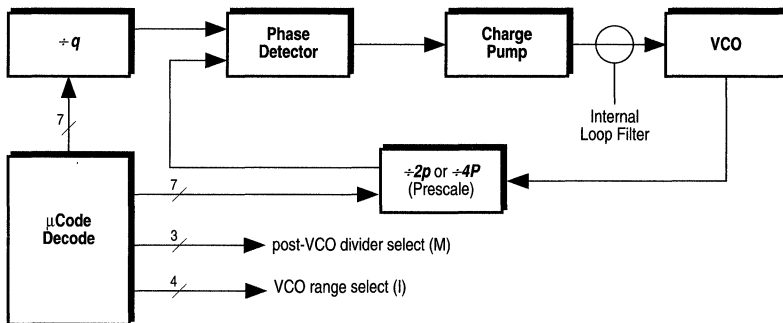 ÷q
Phase
Detector
Charge
Pump
VCO
Internal
Loop Filter
7
÷2p or ÷4P
(Prescale)
μCode
Decode
7
3
post-VCO divider select (M)
4
VCO range select (I)